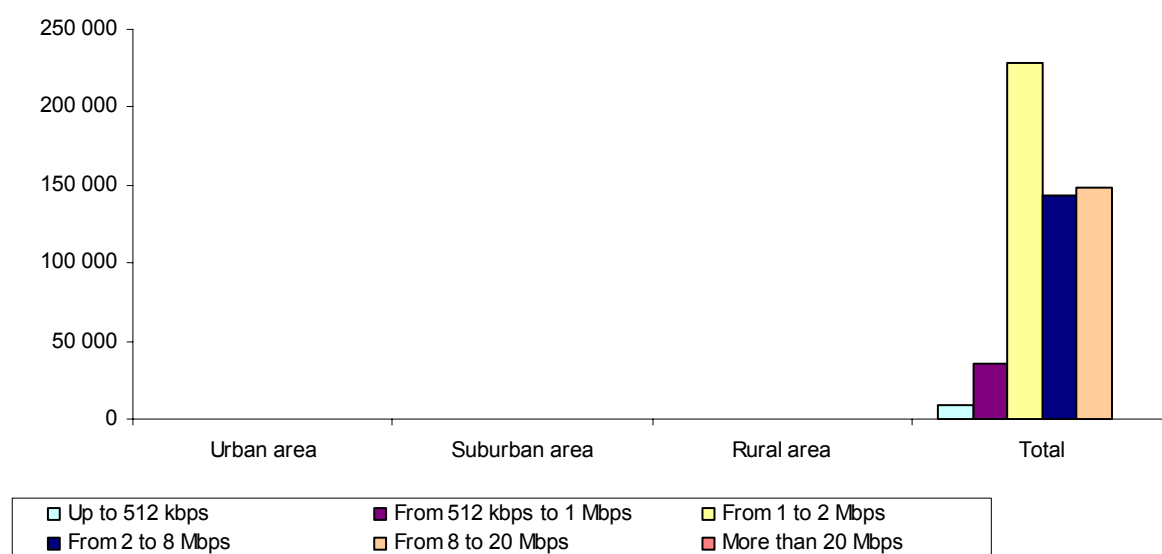 250 000
200 000
150 000
100 000
50 000
0
Urban area Suburban area Rural area Total
Up to 512 kbps From 512 kbps to 1 Mbps From 1 to 2 Mbps
From 2 to 8 Mbps From 8 to 20 Mbps More than 20 Mbps